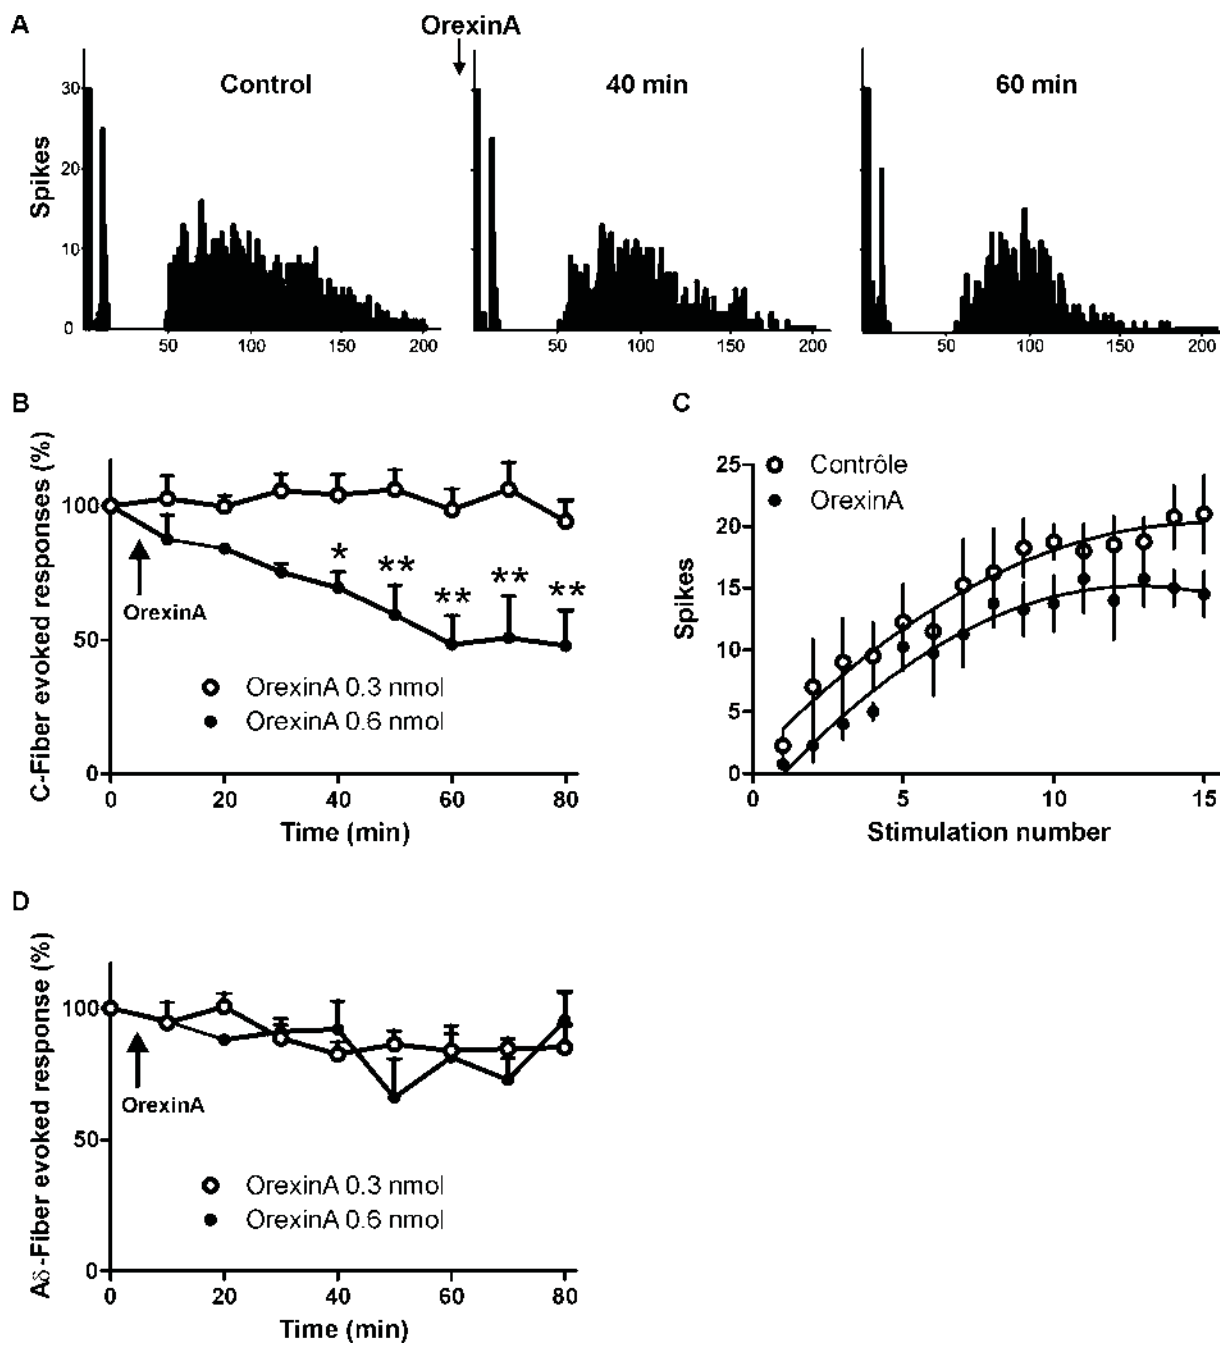 A
OrexinA
Control
40 min
60 min
Spikes
30
20
10
0
50 100 150 200
50 100 150 200
50 100 150 200
B
C-Fiber evoked responses (%)
100
50
0
* ** ** ** **
OrexinA
OrexinA 0.3 nmol
OrexinA 0.6 nmol
0 20 40 60 80
Time (min)
C
Spikes
25
20
15
10
5
0
Contrôle
OrexinA
0 5 10 15
Stimulation number
D
Aδ-Fiber evoked response (%)
100
50
0
OrexinA
OrexinA 0.3 nmol
OrexinA 0.6 nmol
0 20 40 60 80
Time (min)